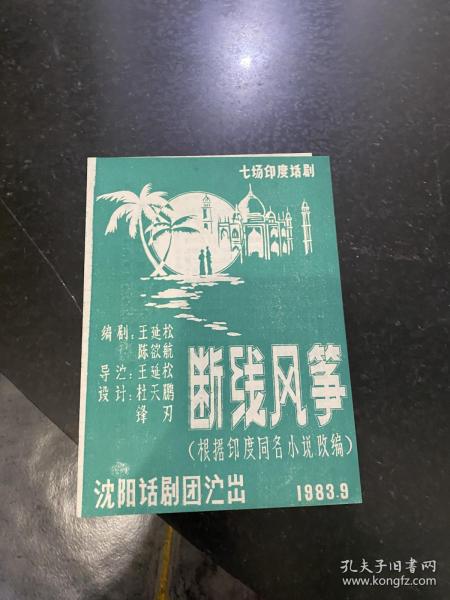 七场印度话剧
编剧：王延松
陈欲航
导㳂：王延松
设计：杜天鹏
锋刃
断线风筝
（根据印度同名小说改编）
沈阳话剧团㳂出
1983.9
孔夫子旧书网
www.kongfz.com